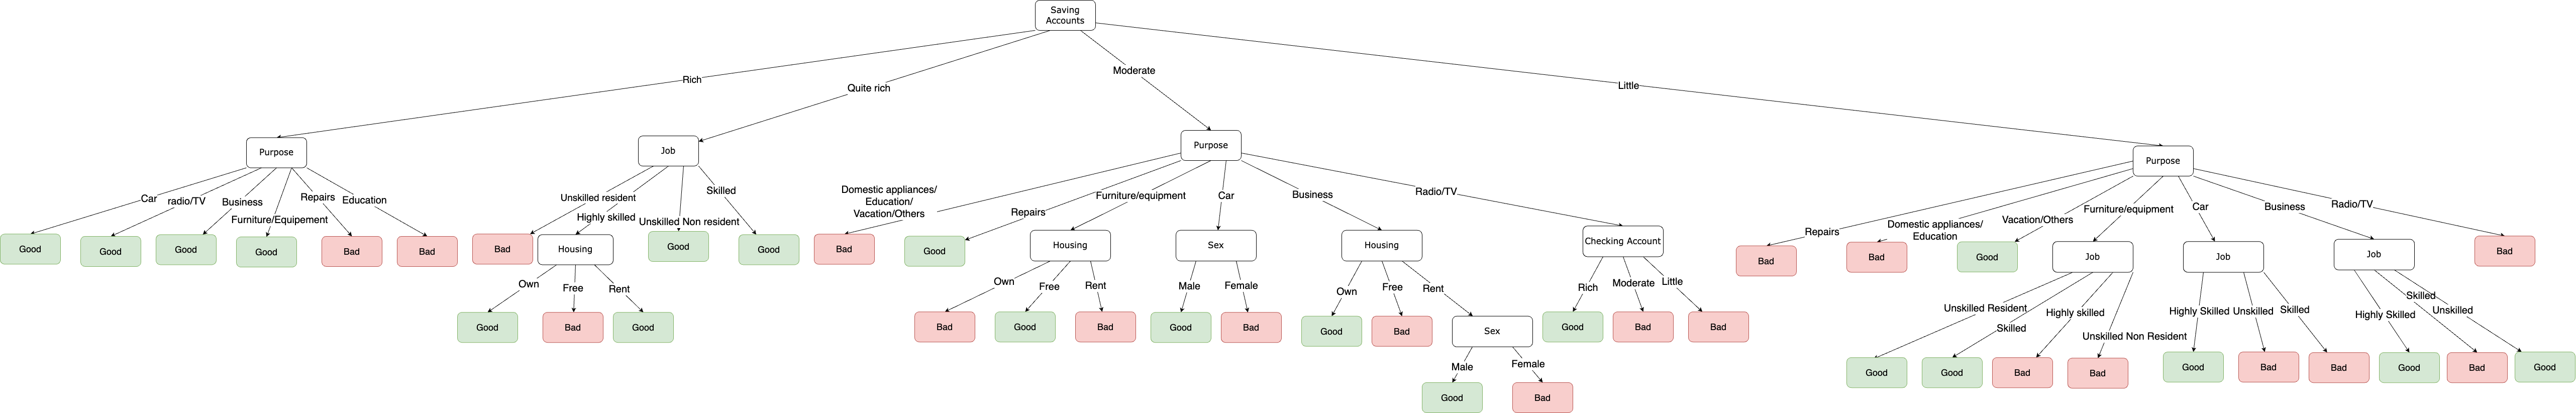 Saving
Accounts
Rich
Quite rich
Moderate
Little
Purpose
Job
Purpose
Purpose
Car
radio/TV
Business
Furniture/Equipement
Repairs
Education
Unskilled resident
Highly skilled
Unskilled Non resident
Skilled
Domestic appliances/
Education/
Vacation/Others
Repairs
Furniture/equipment
Car
Business
Radio/TV
Repairs
Domestic appliances/
Education
Vacation/Others
Furniture/equipment
Car
Business
Radio/TV
Good
Good
Good
Good
Bad
Bad
Bad
Housing
Good
Good
Bad
Good
Housing
Sex
Housing
Checking Account
Bad
Bad
Good
Job
Job
Job
Bad
Own
Free
Rent
Own
Free
Rent
Male
Female
Own
Free
Rent
Rich
Moderate
Little
Unskilled Resident
Skilled
Highly skilled
Unskilled Non Resident
Highly Skilled
Unskilled
Skilled
Highly Skilled
Skilled
Unskilled
Good
Bad
Good
Bad
Good
Bad
Good
Bad
Good
Bad
Sex
Good
Bad
Bad
Male
Female
Good
Bad
Good
Good
Bad
Bad
Good
Bad
Bad
Good
Bad
Good